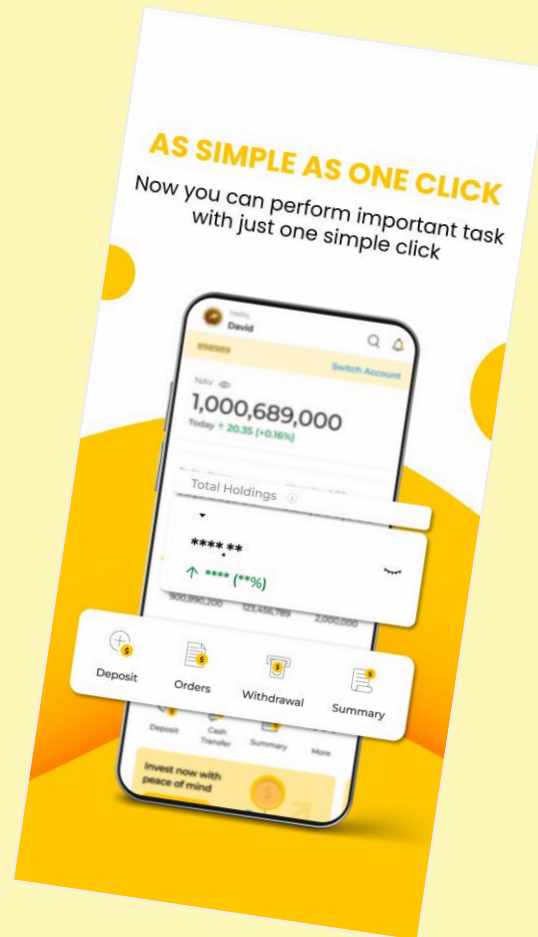 AS SIMPLE AS ONE CLICK
Now you can perform important task
with just one simple click
Hello,
David
898989
Switch Account
NAV
1,000,689,000
Today ↑ 20.35 (+0.16%)
Total Holdings
****.**
↑ **** (**%)
900,890,200 123,456,789 2,000,000
Deposit Orders Withdrawal Summary
Deposit Cash Transfer Summary More
Invest now with
peace of mind